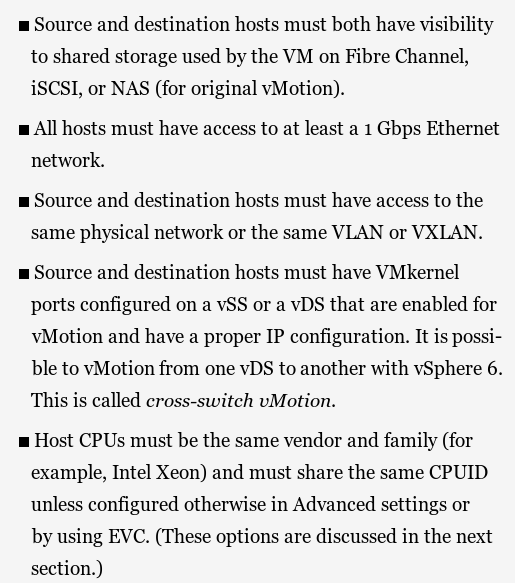 ■ Source and destination hosts must both have visibility
to shared storage used by the VM on Fibre Channel,
iSCSI, or NAS (for original vMotion).
■ All hosts must have access to at least a 1 Gbps Ethernet
network.
■ Source and destination hosts must have access to the
same physical network or the same VLAN or VXLAN.
■ Source and destination hosts must have VMkernel
ports configured on a vSS or a vDS that are enabled for
vMotion and have a proper IP configuration. It is possi-
ble to vMotion from one vDS to another with vSphere 6.
This is called cross-switch vMotion.
■ Host CPUs must be the same vendor and family (for
example, Intel Xeon) and must share the same CPUID
unless configured otherwise in Advanced settings or
by using EVC. (These options are discussed in the next
section.)